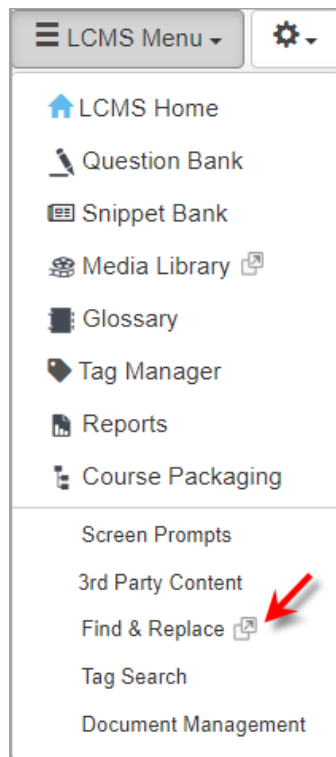 LCMS Menu
LCMS Home
Question Bank
Snippet Bank
Media Library
Glossary
Tag Manager
Reports
Course Packaging
Screen Prompts
3rd Party Content
Find & Replace
Tag Search
Document Management